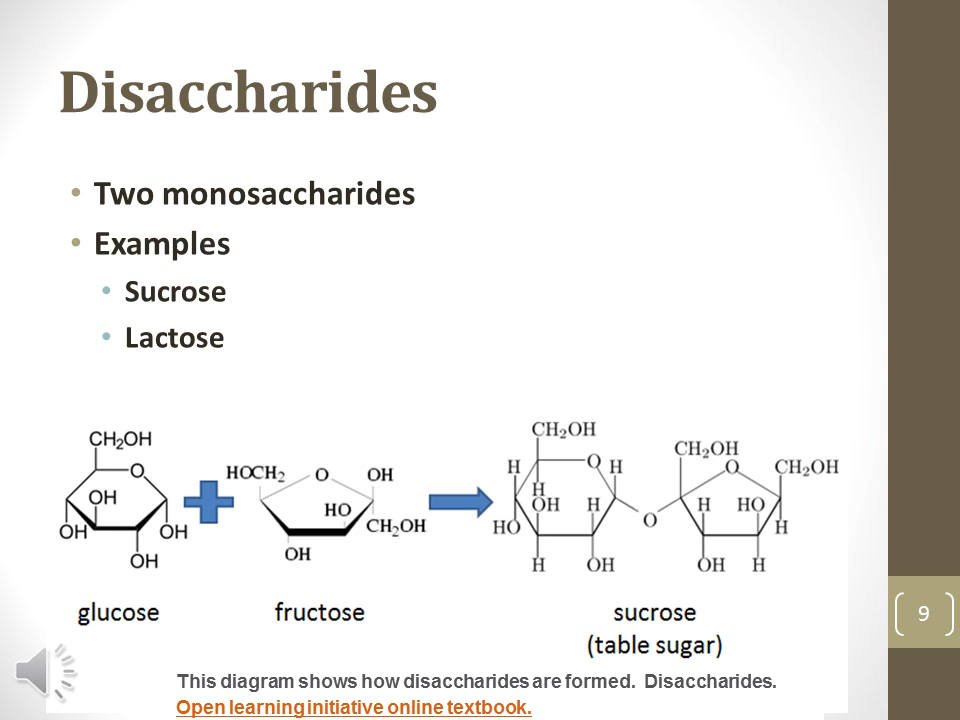 Disaccharides
• Two monosaccharides
• Examples
• Sucrose
• Lactose
CH₂OH
O
OH
OH
OH
OH
HOCH₂
O
OH
HO
CH₂OH
OH
CH₂OH
H
O
H
H
OH
H
HO
H
OH
O
CH₂OH
O
CH₂OH
H
HO
H
OH
H
glucose
fructose
sucrose
(table sugar)
9
This diagram shows how disaccharides are formed. Disaccharides.
Open learning initiative online textbook.